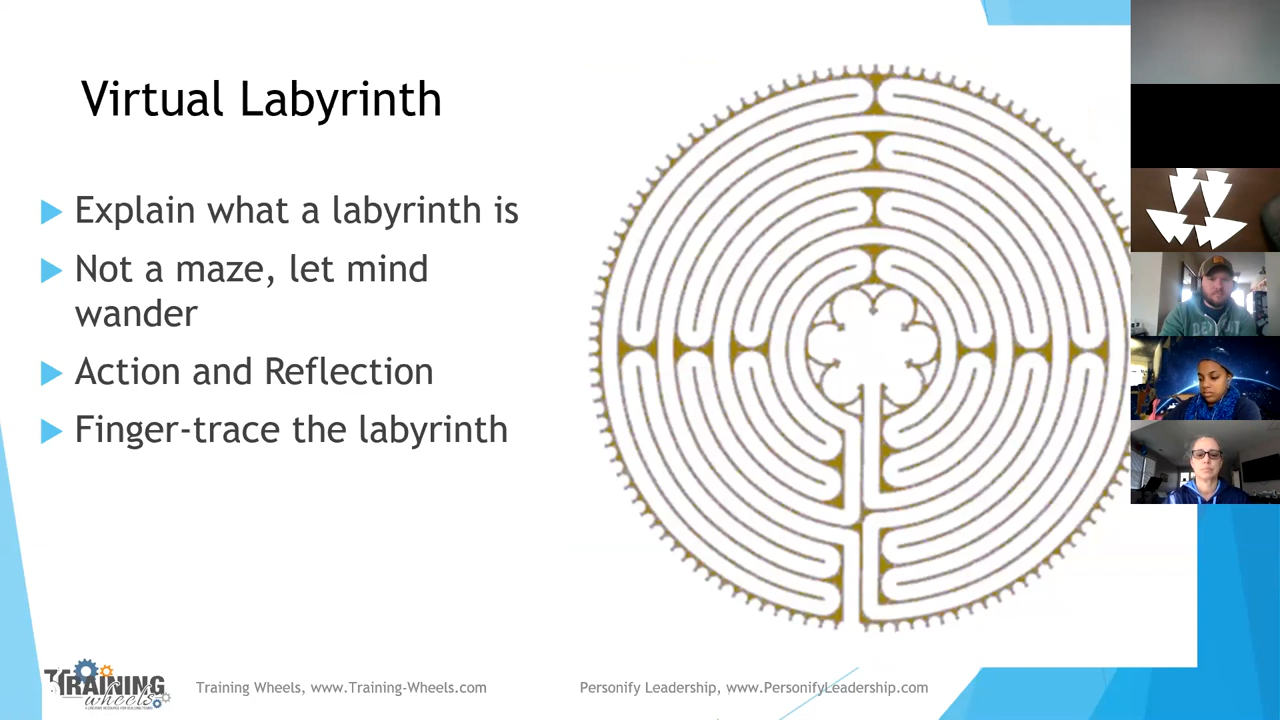 Virtual Labyrinth
Explain what a labyrinth is
Not a maze, let mind
wander
Action and Reflection
Finger-trace the labyrinth
TRAINING
wheels
Training Wheels, www.Training-Wheels.com
Personify Leadership, www.PersonifyLeadership.com